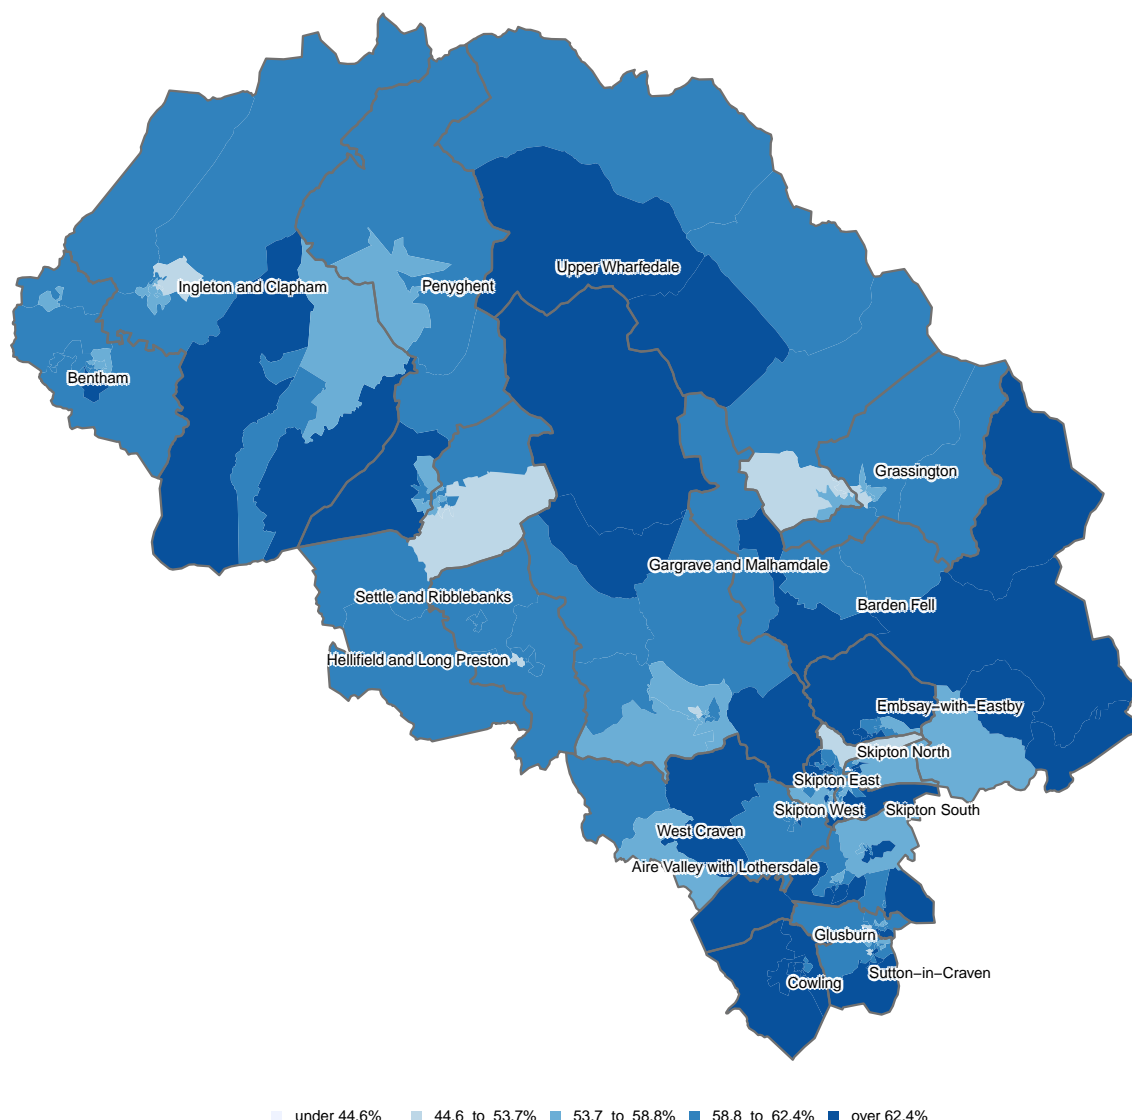 Upper Wharfedale
Ingleton and Clapham
Penyghent
Bentham
Grassington
Gargrave and Malhamdale
Settle and Ribblebanks
Barden Fell
Hellifield and Long Preston
Embsay−with−Eastby
Skipton North
Skipton East
Skipton West
Skipton South
West Craven
Aire Valley with Lothersdale
Glusburn
Sutton−in−Craven
Cowling
under 44.6% 44.6 to 53.7% 53.7 to 58.8% 58.8 to 62.4% over 62.4%